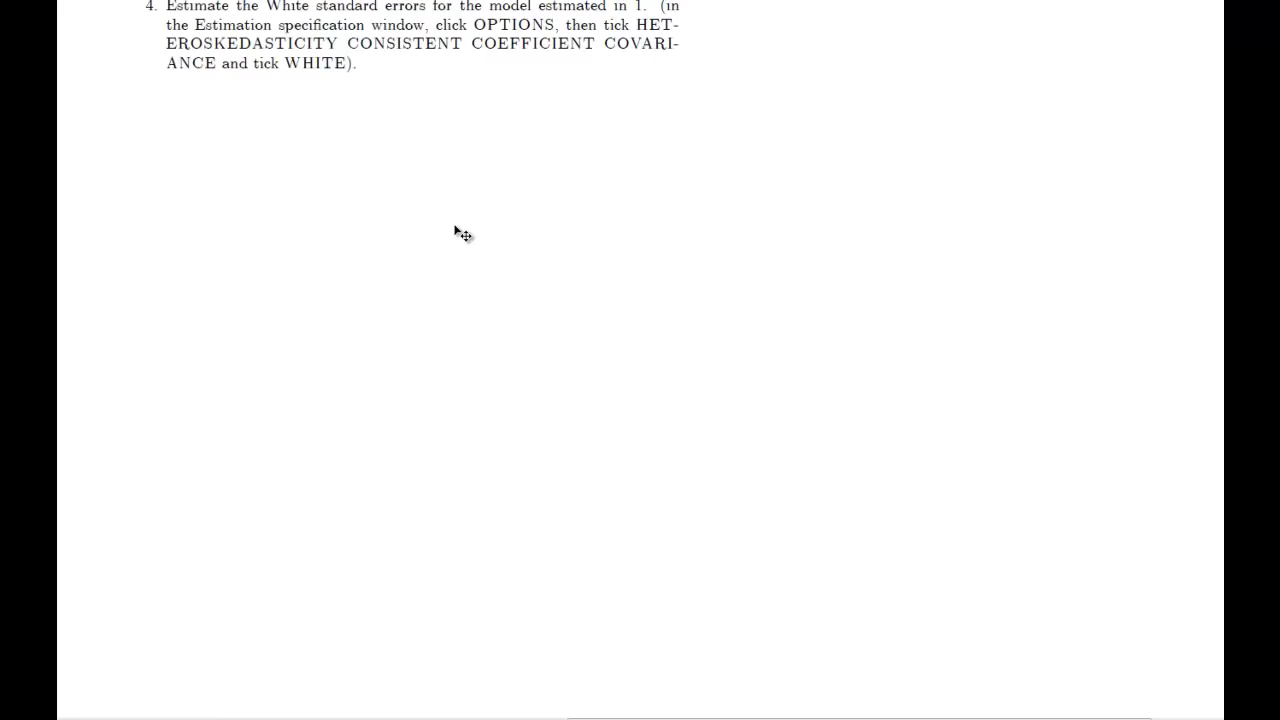 4. Estimate the White standard errors for the model estimated in 1. (in
the Estimation specification window, click OPTIONS, then tick HET-
EROSKEDASTICITY CONSISTENT COEFFICIENT COVARI-
ANCE and tick WHITE).